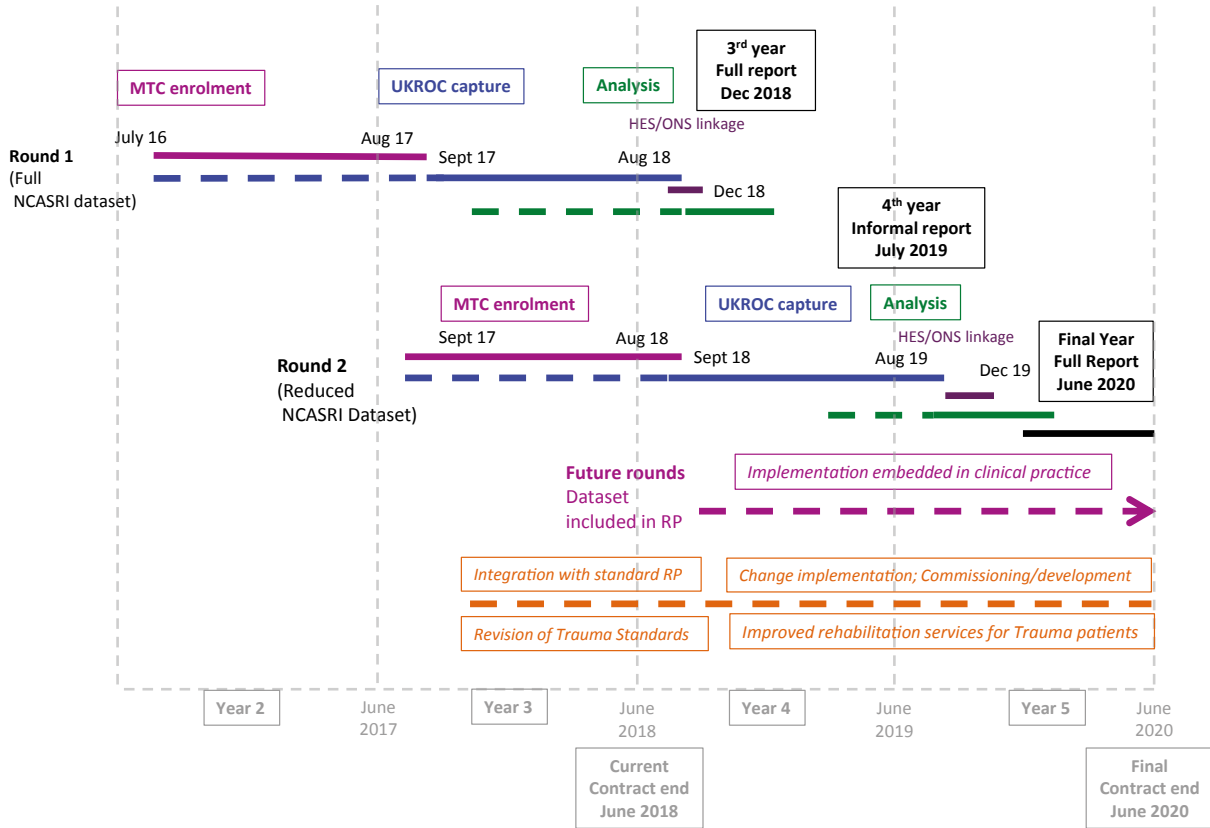 3rd year
Full report
Dec 2018
MTC enrolment
UKROC capture
Analysis
HES/ONS linkage
July 16
Aug 17
Sept 17
Aug 18
Dec 18
Round 1
(Full
NCASRI dataset)
4th year
Informal report
July 2019
MTC enrolment
UKROC capture
Analysis
HES/ONS linkage
Sept 17
Aug 18
Sept 18
Aug 19
Dec 19
Round 2
(Reduced
NCASRI Dataset)
Final Year
Full Report
June 2020
Future rounds
Dataset
included in RP
Implementation embedded in clinical practice
Integration with standard RP
Change implementation; Commissioning/development
Revision of Trauma Standards
Improved rehabilitation services for Trauma patients
Year 2
June
2017
Year 3
June
2018
Year 4
June
2019
Year 5
June
2020
Current
Contract end
June 2018
Final
Contract end
June 2020